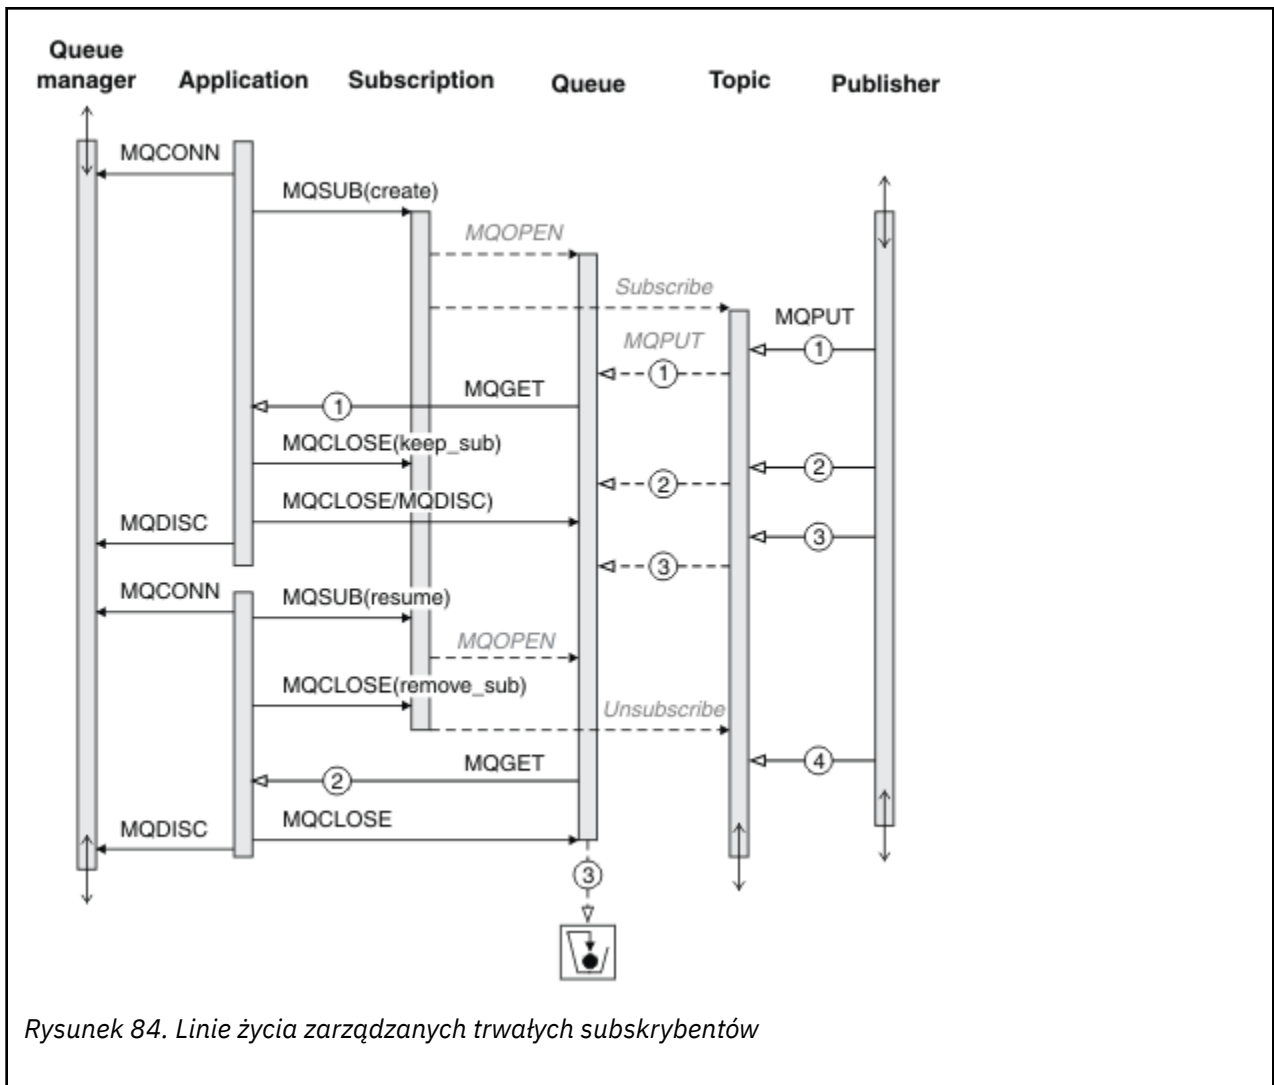 Queue
manager
Application
Subscription
Queue
Topic
Publisher
MQCONN
MQSUB(create)
MQOPEN
Subscribe
MQPUT
1
MQPUT
1
MQGET
1
MQCLOSE(keep_sub)
2
2
MQCLOSE/MQDISC)
MQDISC
3
3
MQCONN
MQSUB(resume)
MQOPEN
MQCLOSE(remove_sub)
Unsubscribe
4
MQGET
2
MQCLOSE
MQDISC
3
Rysunek 84. Linie życia zarządzanych trwałych subskrybentów